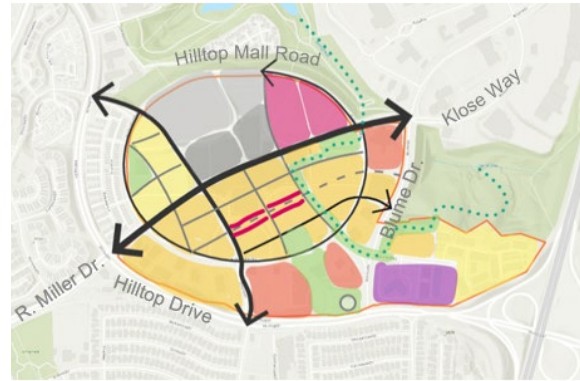 Hilltop Mall Road
Klose Way
Blume Dr.
R. Miller Dr.
Hilltop Drive